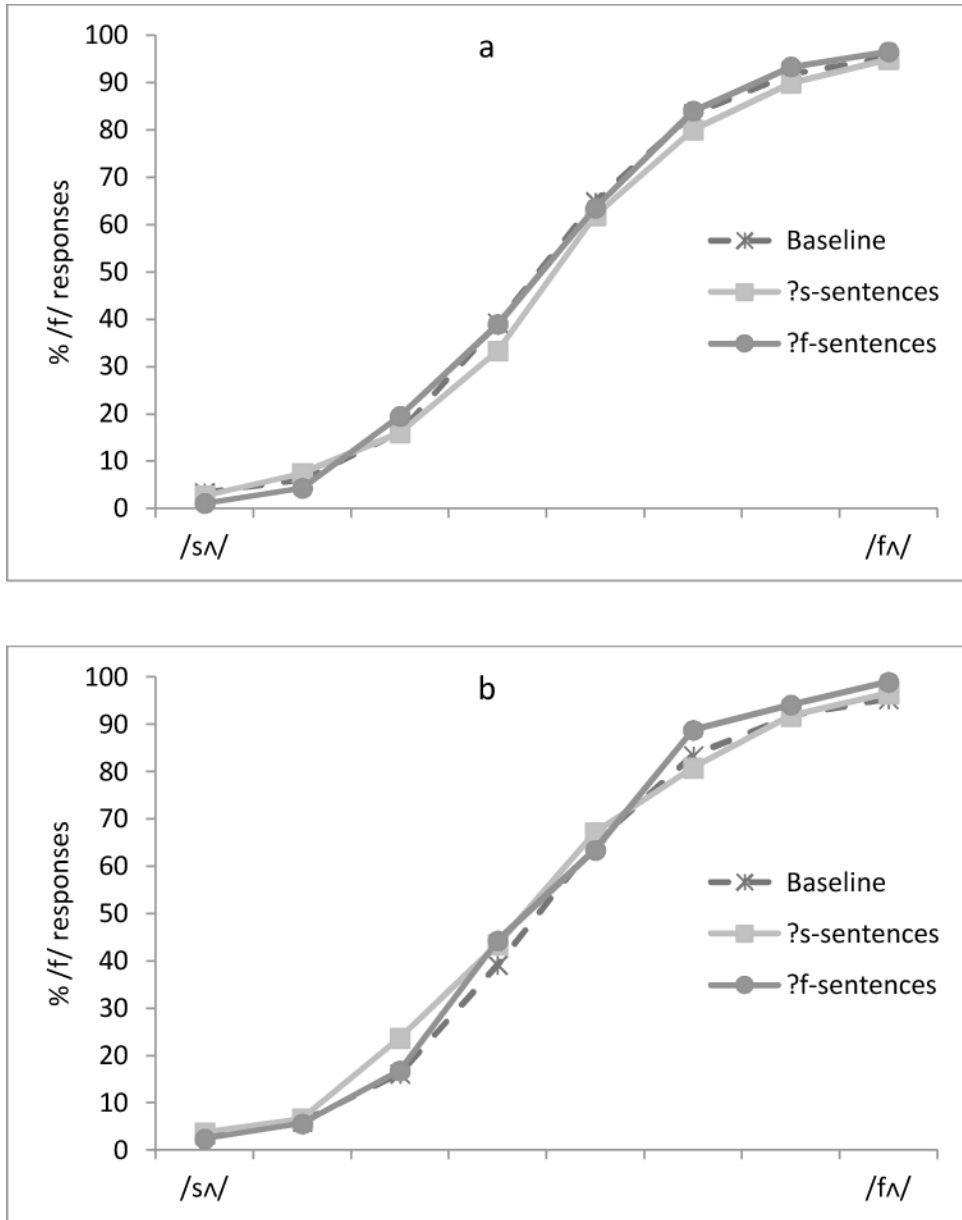 a
100
90
80
70
60
50
40
30
20
10
0
% /f/ responses
Baseline
?s-sentences
?f-sentences
/sʌ/ /fʌ/
b
100
90
80
70
60
50
40
30
20
10
0
% /f/ responses
Baseline
?s-sentences
?f-sentences
/sʌ/ /fʌ/